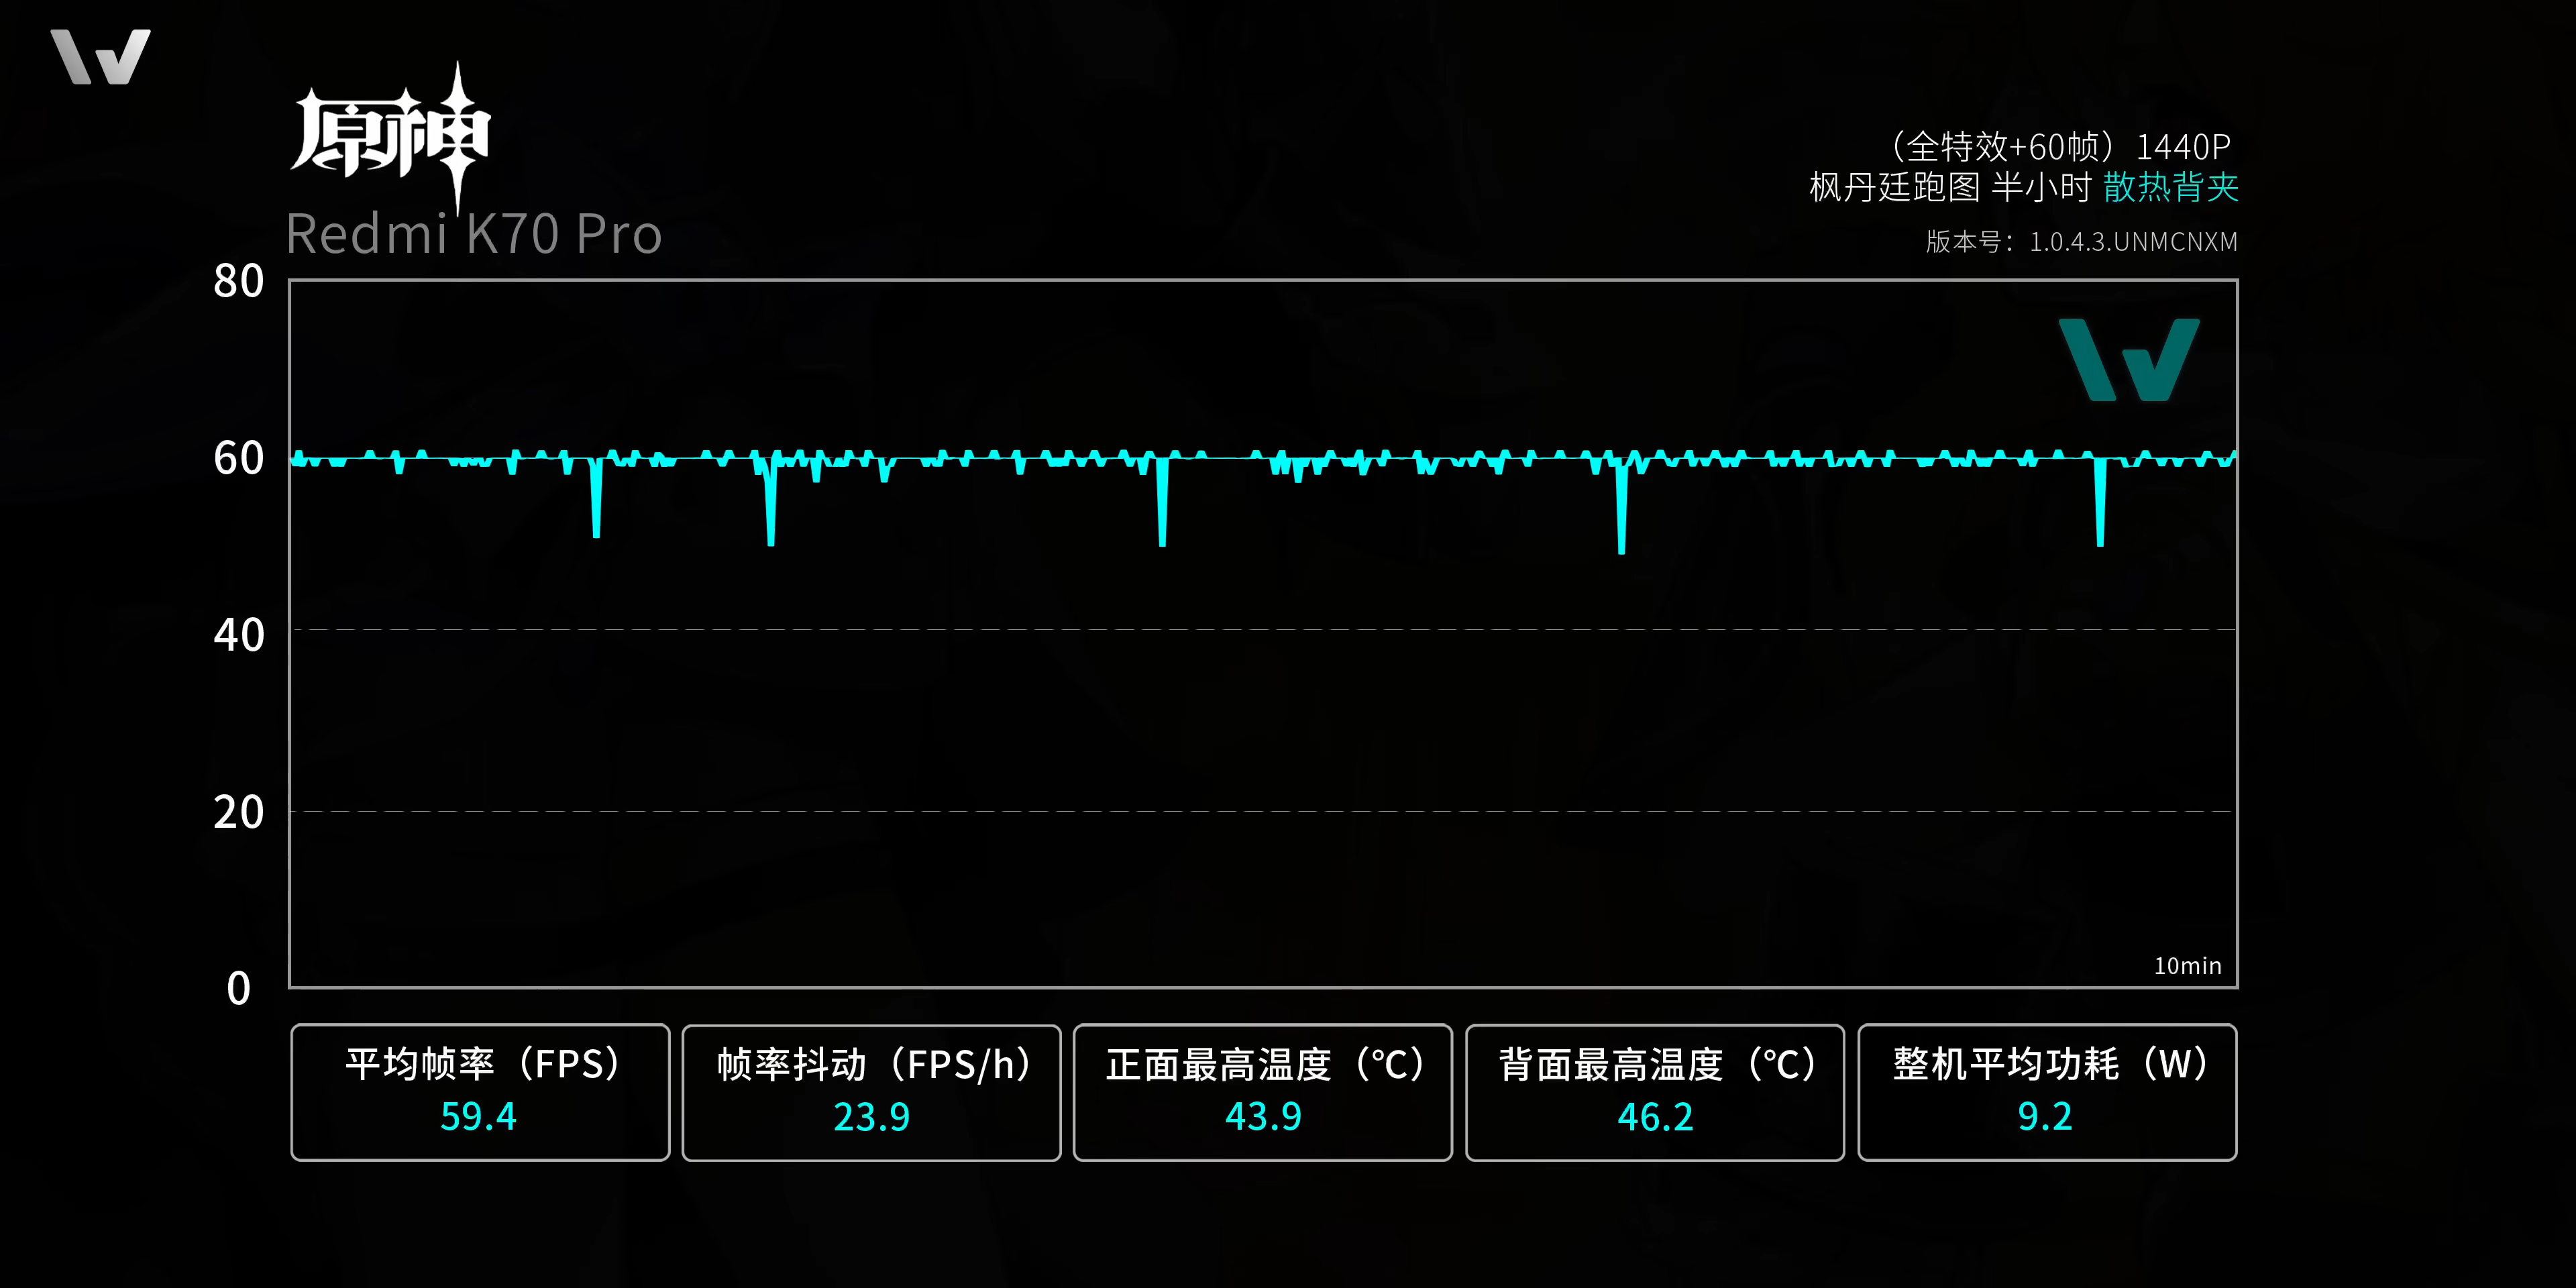 W
原神
（全特效+60帧）1440P
枫丹廷跑图 半小时 散热背夹
Redmi K70 Pro
版本号：1.0.4.3.UNMCNXM
80
W
60
40
20
10min
0
平均帧率（FPS）
59.4
帧率抖动（FPS/h）
23.9
正面最高温度（℃）
43.9
背面最高温度（℃）
46.2
整机平均功耗（W）
9.2